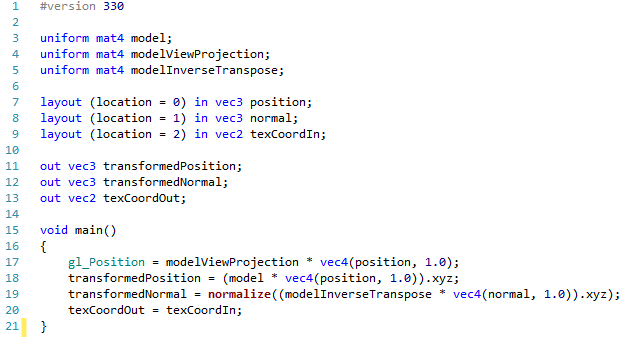 1 #version 330
2
3 uniform mat4 model;
4 uniform mat4 modelViewProjection;
5 uniform mat4 modelInverseTranspose;
6
7 layout (location = 0) in vec3 position;
8 layout (location = 1) in vec3 normal;
9 layout (location = 2) in vec2 texCoordIn;
10
11 out vec3 transformedPosition;
12 out vec3 transformedNormal;
13 out vec2 texCoordOut;
14
15 void main()
16 {
17     gl_Position = modelViewProjection * vec4(position, 1.0);
18     transformedPosition = (model * vec4(position, 1.0)).xyz;
19     transformedNormal = normalize((modelInverseTranspose * vec4(normal, 1.0)).xyz);
20     texCoordOut = texCoordIn;
21 }